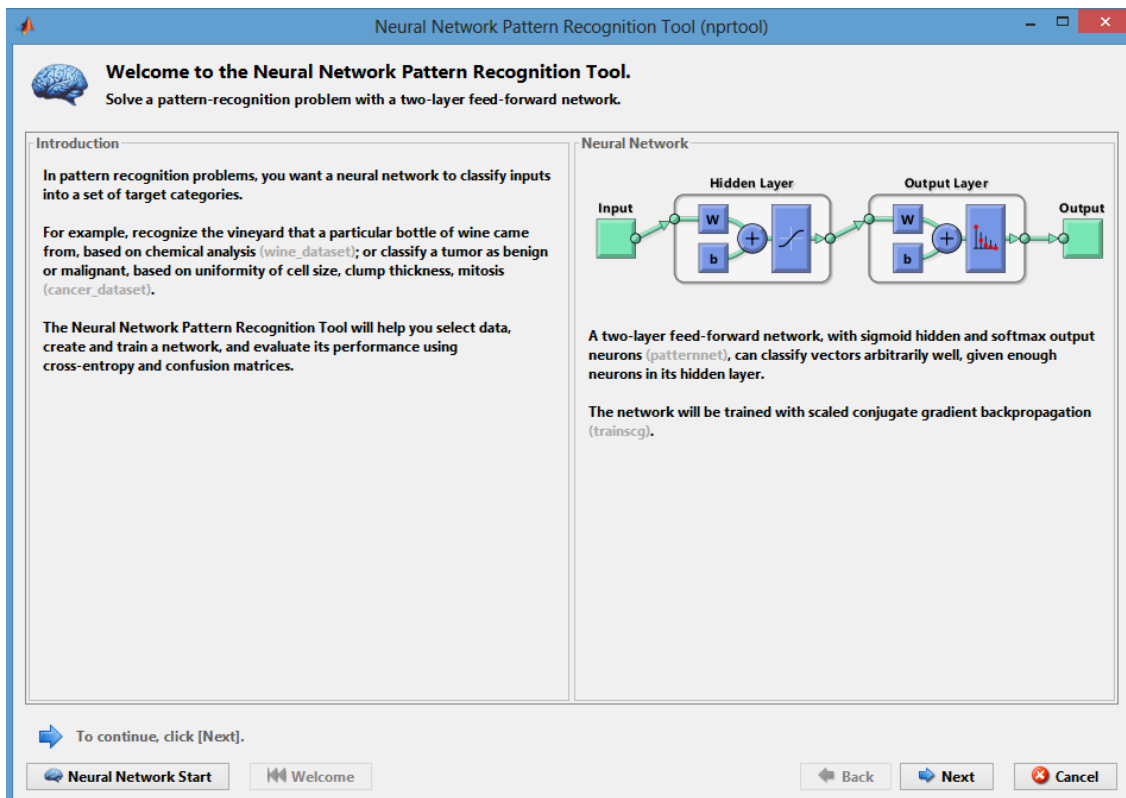 Neural Network Pattern Recognition Tool (nprtool)
Welcome to the Neural Network Pattern Recognition Tool.
Solve a pattern-recognition problem with a two-layer feed-forward network.
Introduction
In pattern recognition problems, you want a neural network to classify inputs
into a set of target categories.
For example, recognize the vineyard that a particular bottle of wine came
from, based on chemical analysis (wine_dataset); or classify a tumor as benign
or malignant, based on uniformity of cell size, clump thickness, mitosis
(cancer_dataset).
The Neural Network Pattern Recognition Tool will help you select data,
create and train a network, and evaluate its performance using
cross-entropy and confusion matrices.
Neural Network
Hidden Layer
Output Layer
Input
Output
W
b
+
W
b
+
A two-layer feed-forward network, with sigmoid hidden and softmax output
neurons (patternnet), can classify vectors arbitrarily well, given enough
neurons in its hidden layer.
The network will be trained with scaled conjugate gradient backpropagation
(trainscg).
To continue, click [Next].
Neural Network Start
Welcome
Back
Next
Cancel